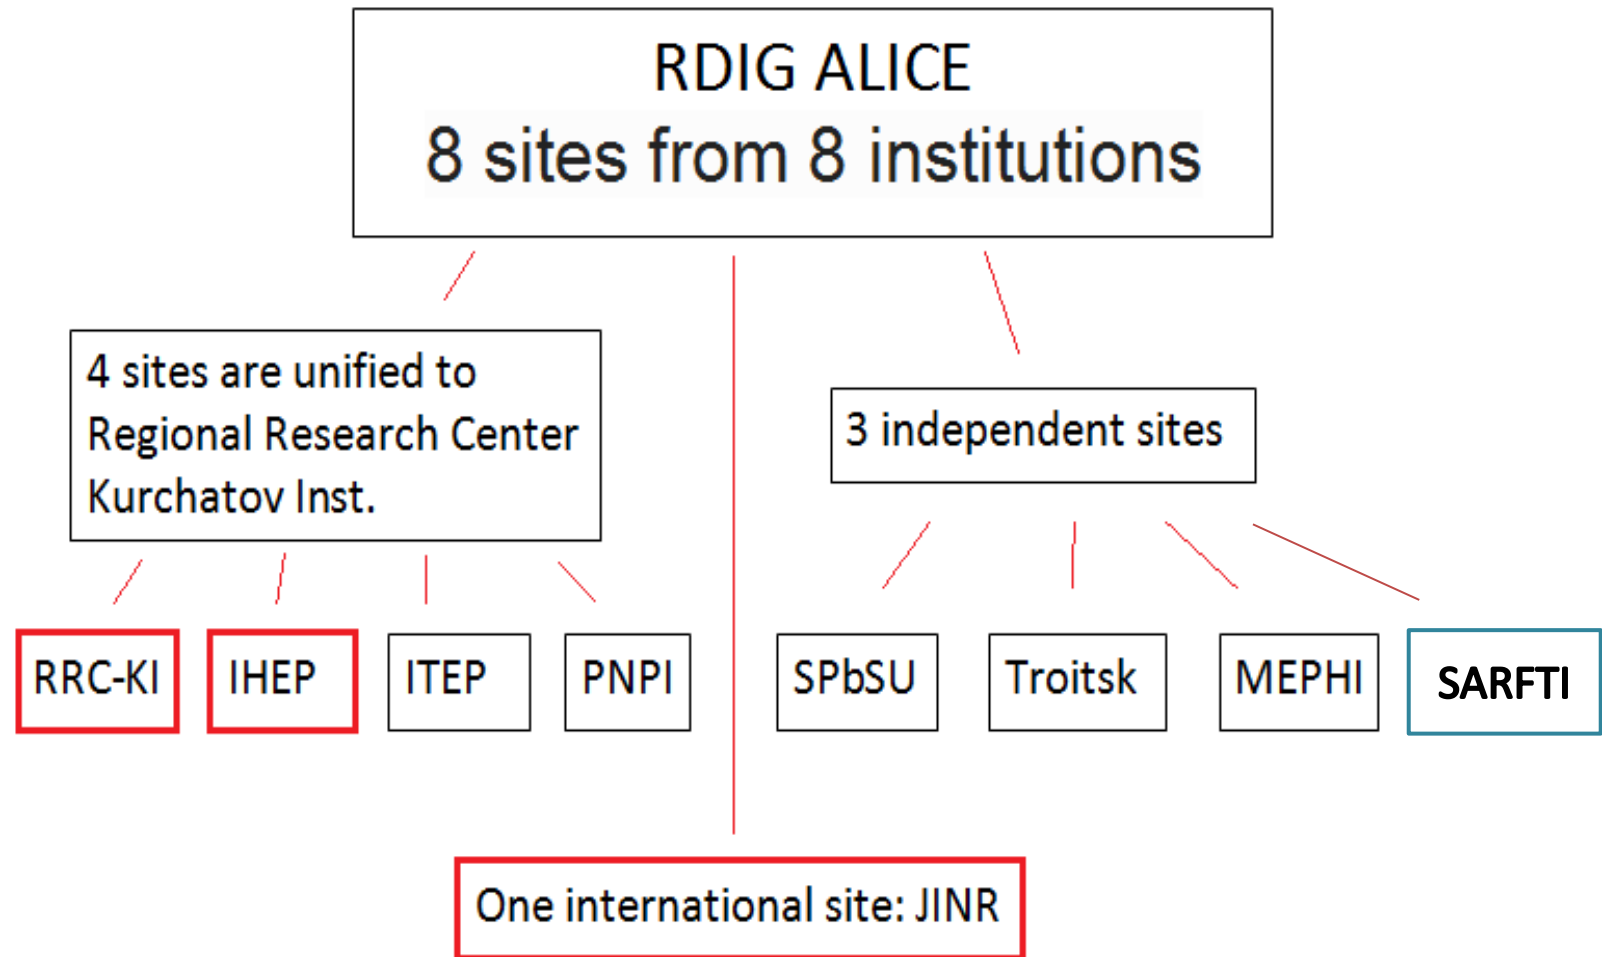 RDIG ALICE
8 sites from 8 institutions
4 sites are unified to
Regional Research Center
Kurchatov Inst.
3 independent sites
RRC-KI
IHEP
ITEP
PNPI
SPbSU
Troitsk
MEPHI
SARFTI
One international site: JINR